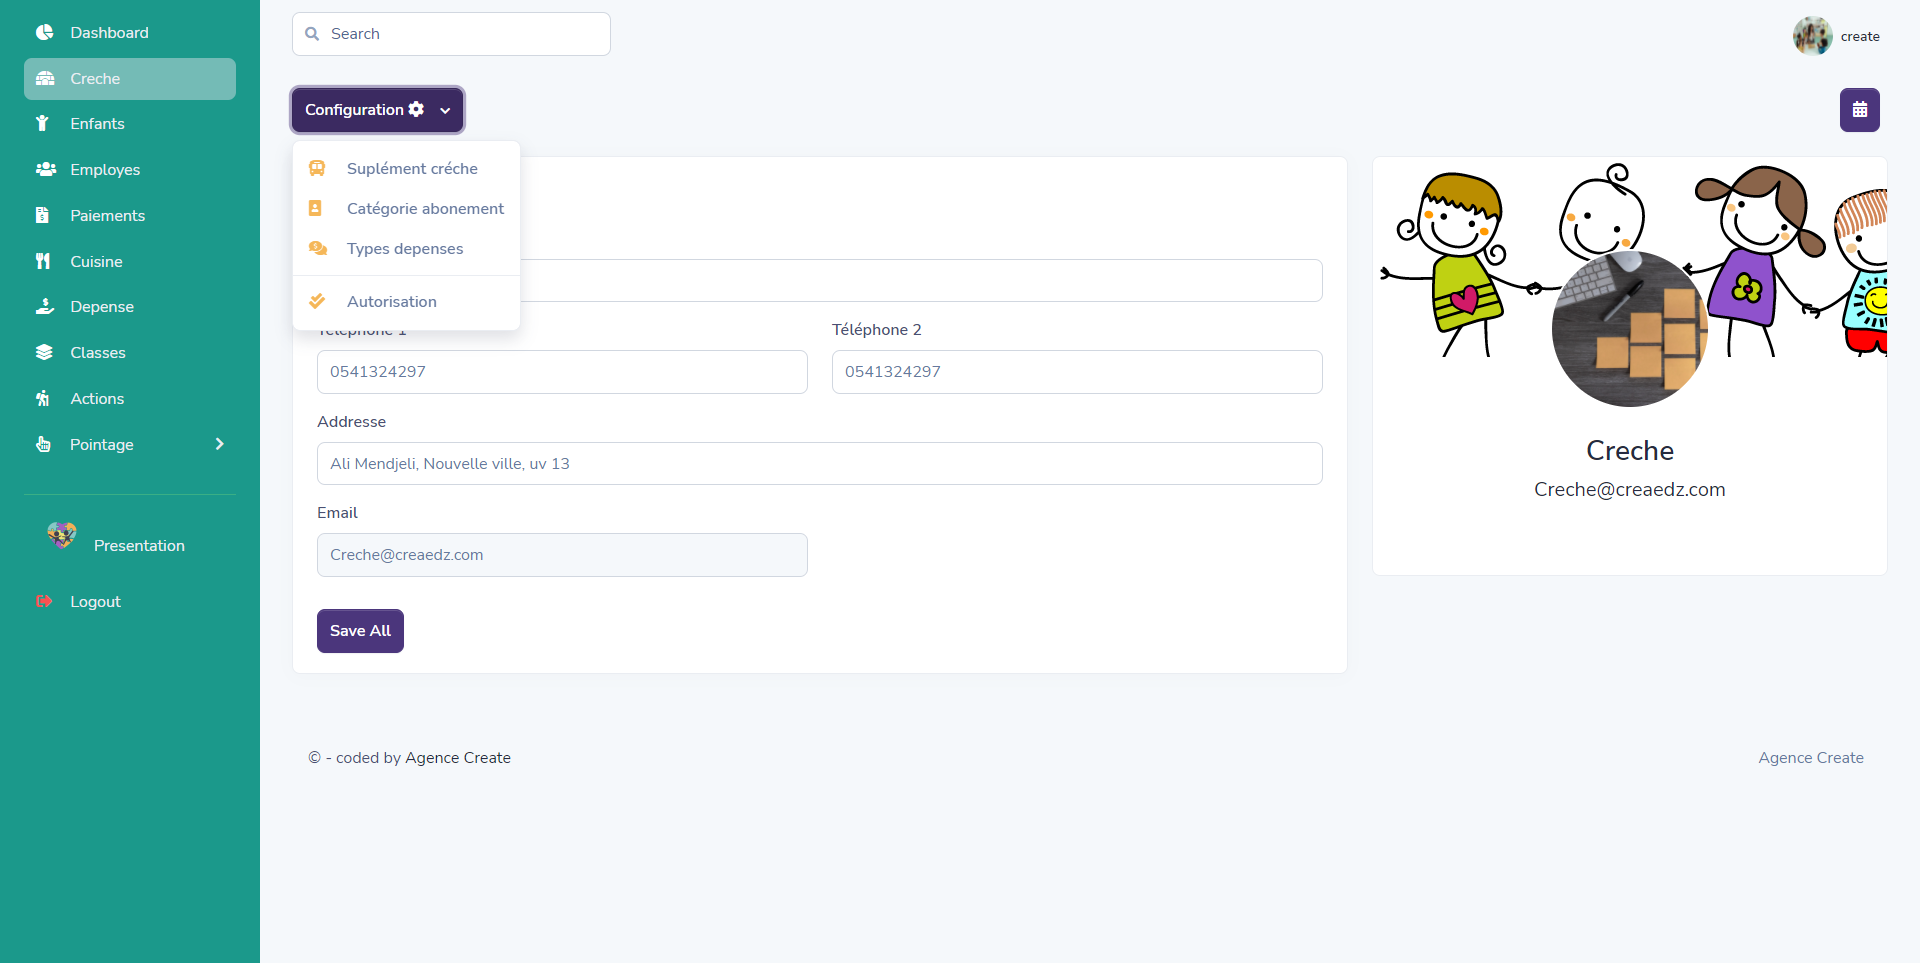 Dashboard
Creche
Enfants
Employes
Paiements
Cuisine
Depense
Classes
Actions
Pointage
Presentation
Logout
Search
create
Configuration
Suplément créche
Catégorie abonement
Types depenses
Autorisation
Téléphone 1
Téléphone 2
0541324297
0541324297
Addresse
Ali Mendjeli, Nouvelle ville, uv 13
Email
Creche@creaedz.com
Save All
Creche
Creche@creaedz.com
© - coded by Agence Create
Agence Create